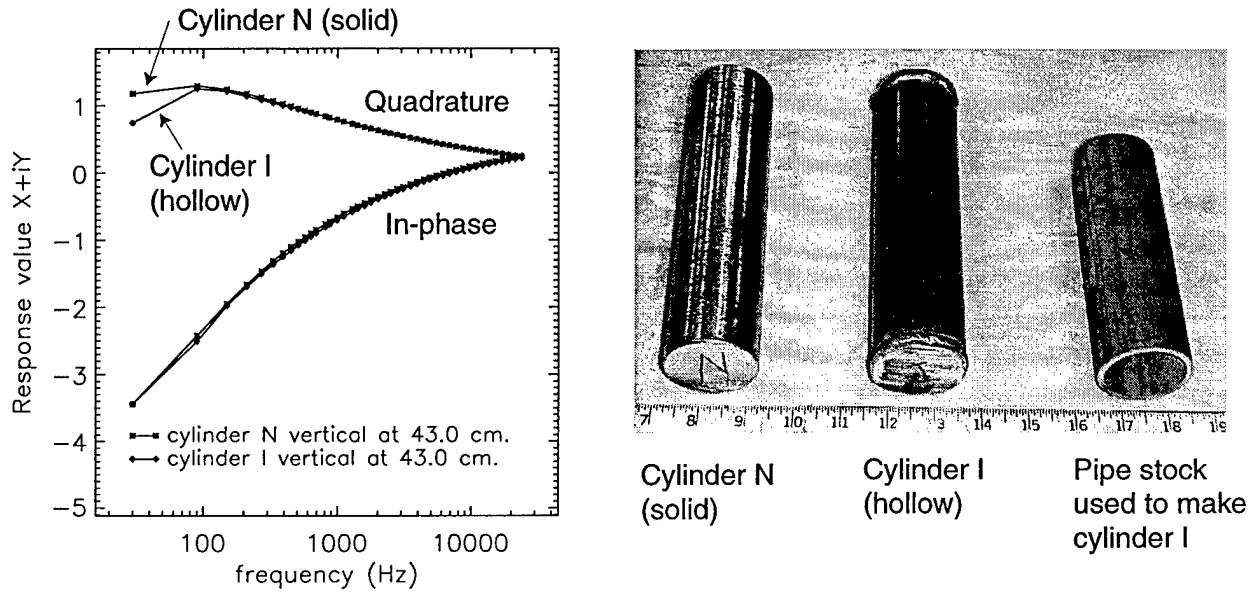 Cylinder N (solid)
Quadrature
Cylinder I
(hollow)
In-phase
1
0
−1
−2
−3
−4
−5
Response value X+iY
cylinder N vertical at 43.0 cm.
cylinder I vertical at 43.0 cm.
100 1000 10000
frequency (Hz)
N
I
7 8 9 10 11 12 13 14 15 16 17 18 19
Cylinder N
(solid)
Cylinder I
(hollow)
Pipe stock
used to make
cylinder I